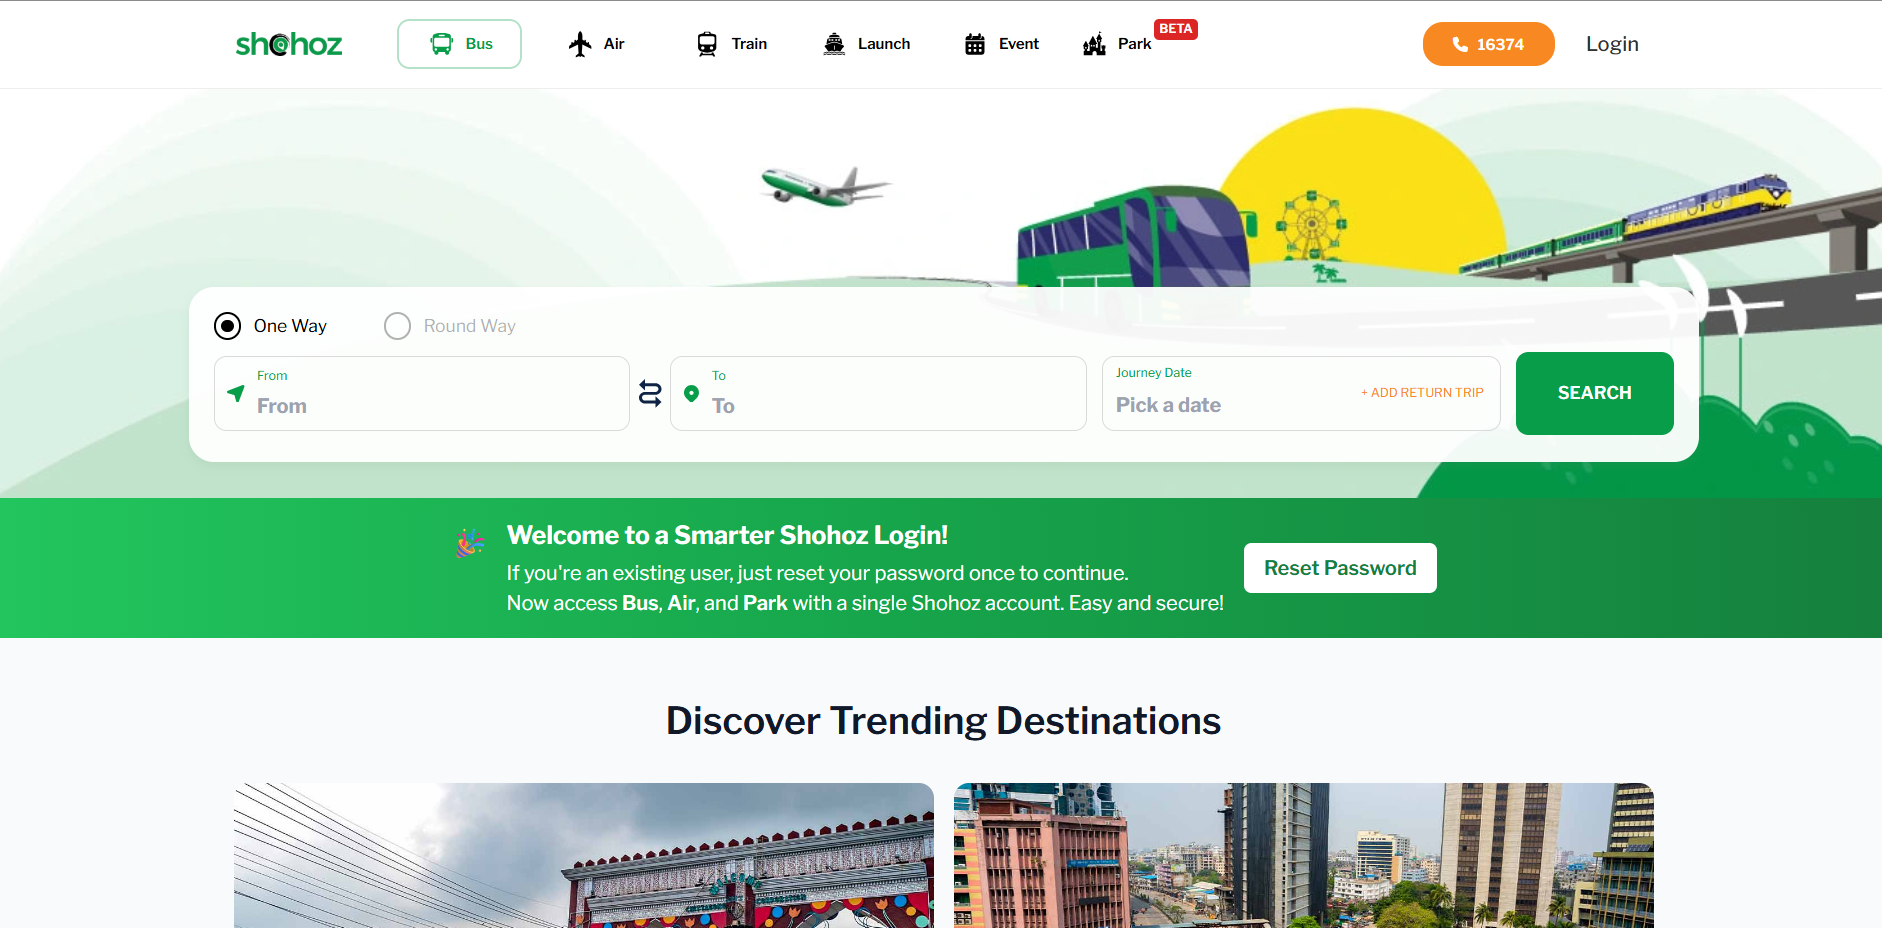 shohoz
Bus
Air
Train
Launch
Event
Park
BETA
16374
Login
One Way
Round Way
From
From
To
To
Journey Date
Pick a date
+ ADD RETURN TRIP
SEARCH
Welcome to a Smarter Shohoz Login!
If you're an existing user, just reset your password once to continue.
Now access Bus, Air, and Park with a single Shohoz account. Easy and secure!
Reset Password
Discover Trending Destinations
WELCOME